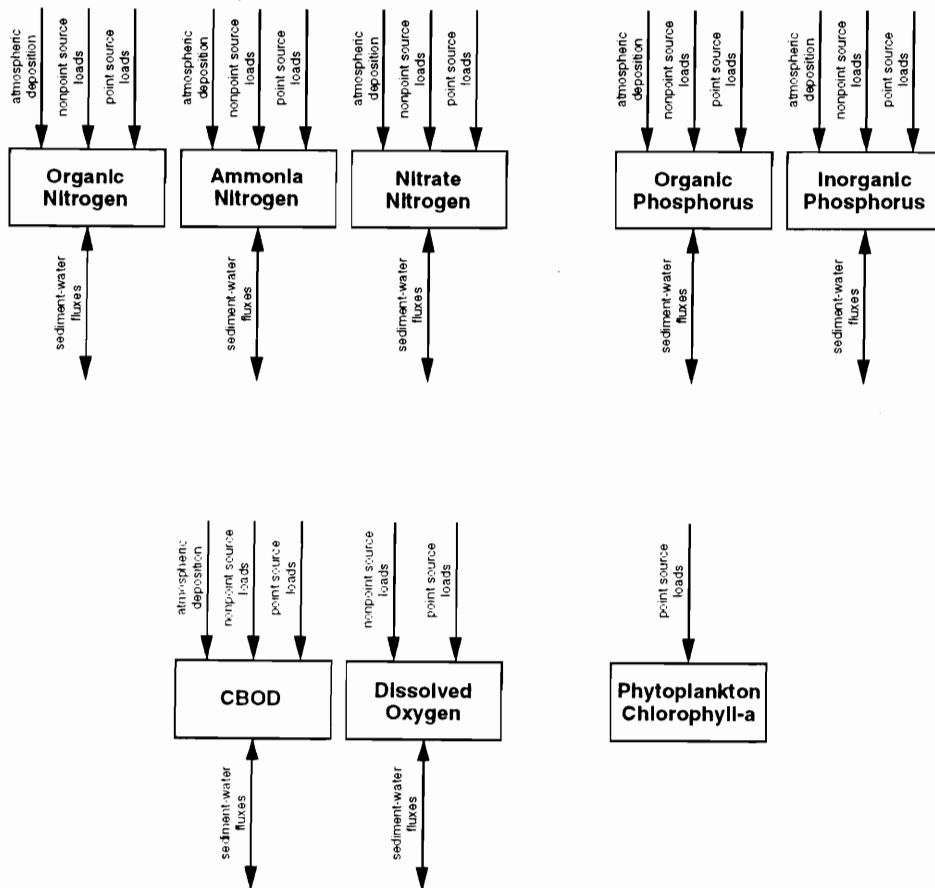 atmospheric
deposition
nonpoint source
loads
point source
loads
atmospheric
deposition
nonpoint source
loads
point source
loads
atmospheric
deposition
nonpoint source
loads
point source
loads
atmospheric
deposition
nonpoint source
loads
point source
loads
atmospheric
deposition
nonpoint source
loads
point source
loads
Organic
Nitrogen
Ammonia
Nitrogen
Nitrate
Nitrogen
Organic
Phosphorus
Inorganic
Phosphorus
sediment-water
fluxes
sediment-water
fluxes
sediment-water
fluxes
sediment-water
fluxes
sediment-water
fluxes
atmospheric
deposition
nonpoint source
loads
point source
loads
nonpoint source
loads
point source
loads
point source
loads
CBOD
Dissolved
Oxygen
Phytoplankton
Chlorophyll-a
sediment-water
fluxes
sediment-water
fluxes